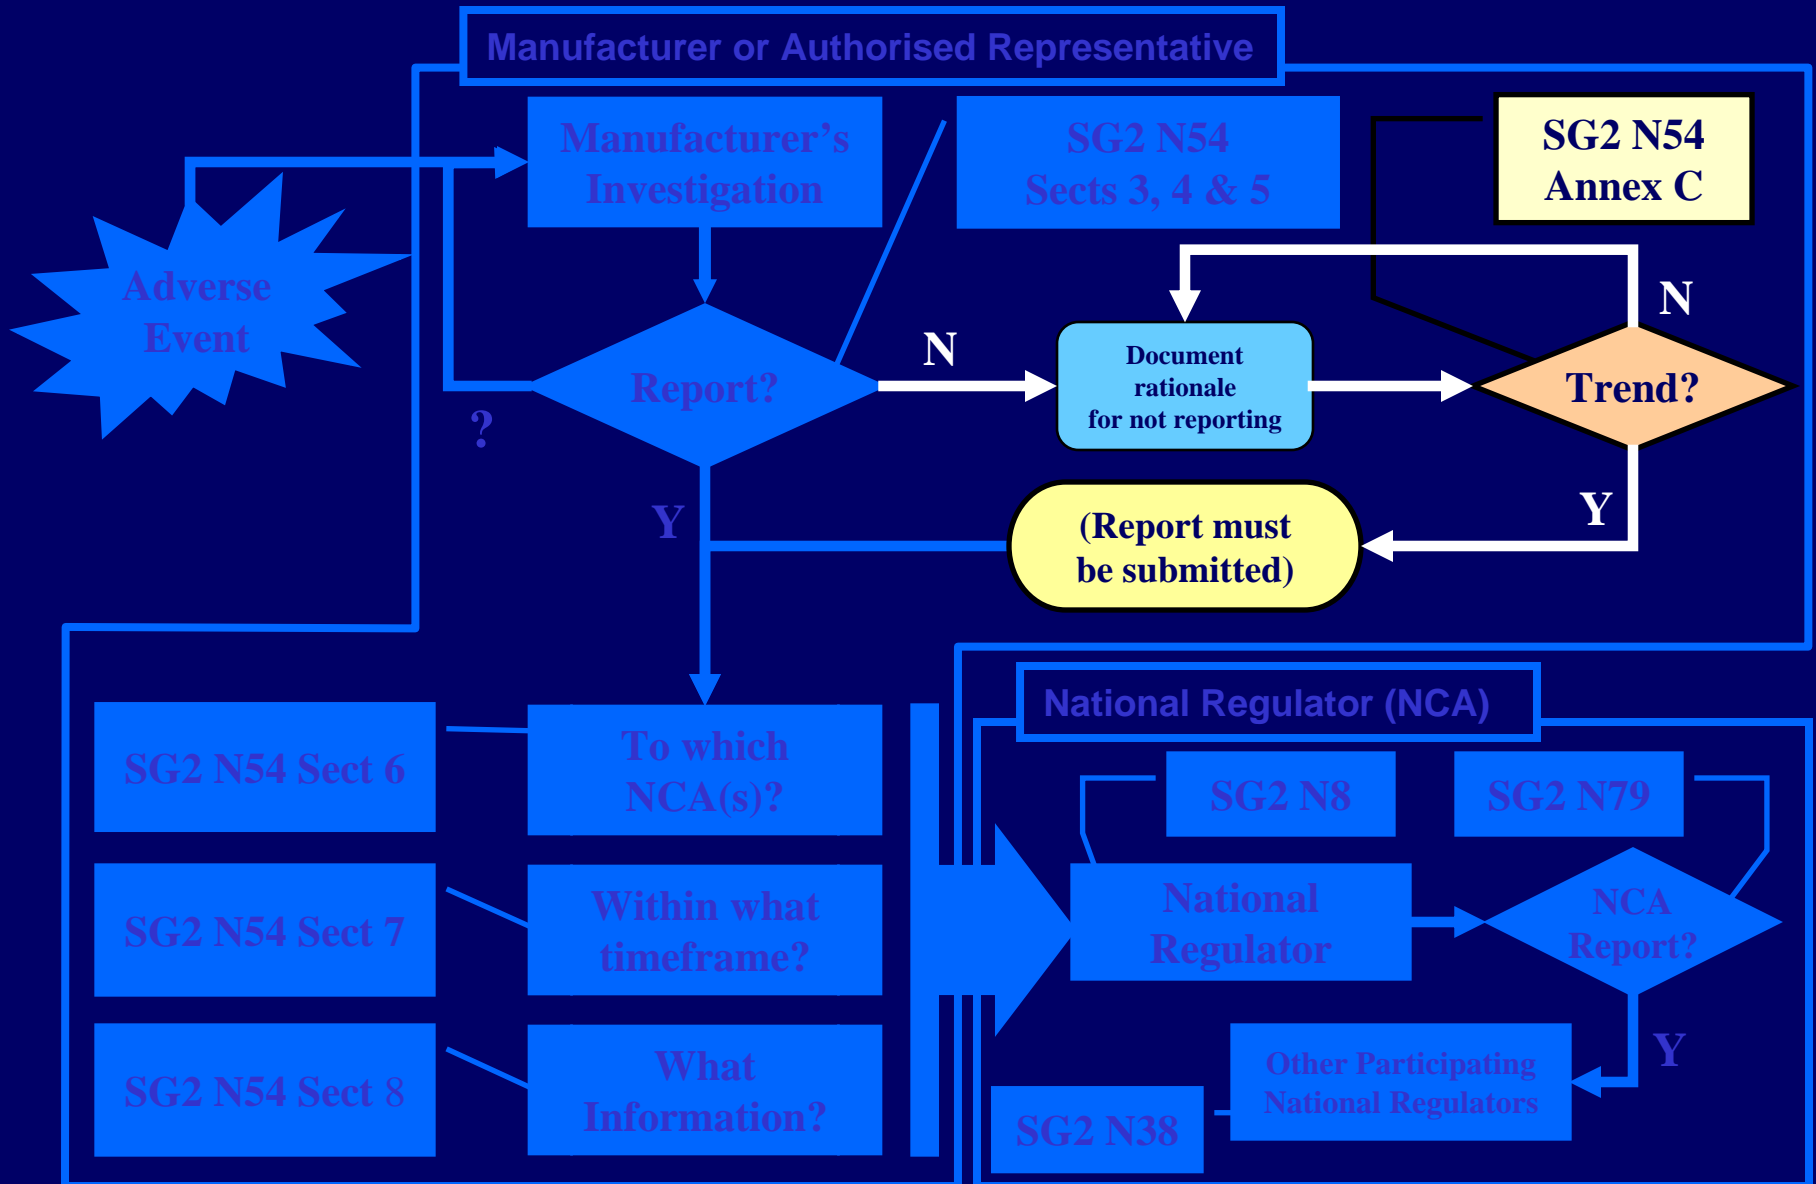 Manufacturer or Authorised Representative
Manufacturer's
Investigation
SG2 N54
Sects 3, 4 & 5
SG2 N54
Annex C
Adverse
Event
Report?
?
N
Y
Document
rationale
for not reporting
Trend?
N
Y
(Report must
be submitted)
SG2 N54 Sect 6
To which
NCA(s)?
SG2 N54 Sect 7
Within what
timeframe?
SG2 N54 Sect 8
What
Information?
National Regulator (NCA)
SG2 N8
SG2 N79
National
Regulator
NCA
Report?
Y
Other Participating
National Regulators
SG2 N38